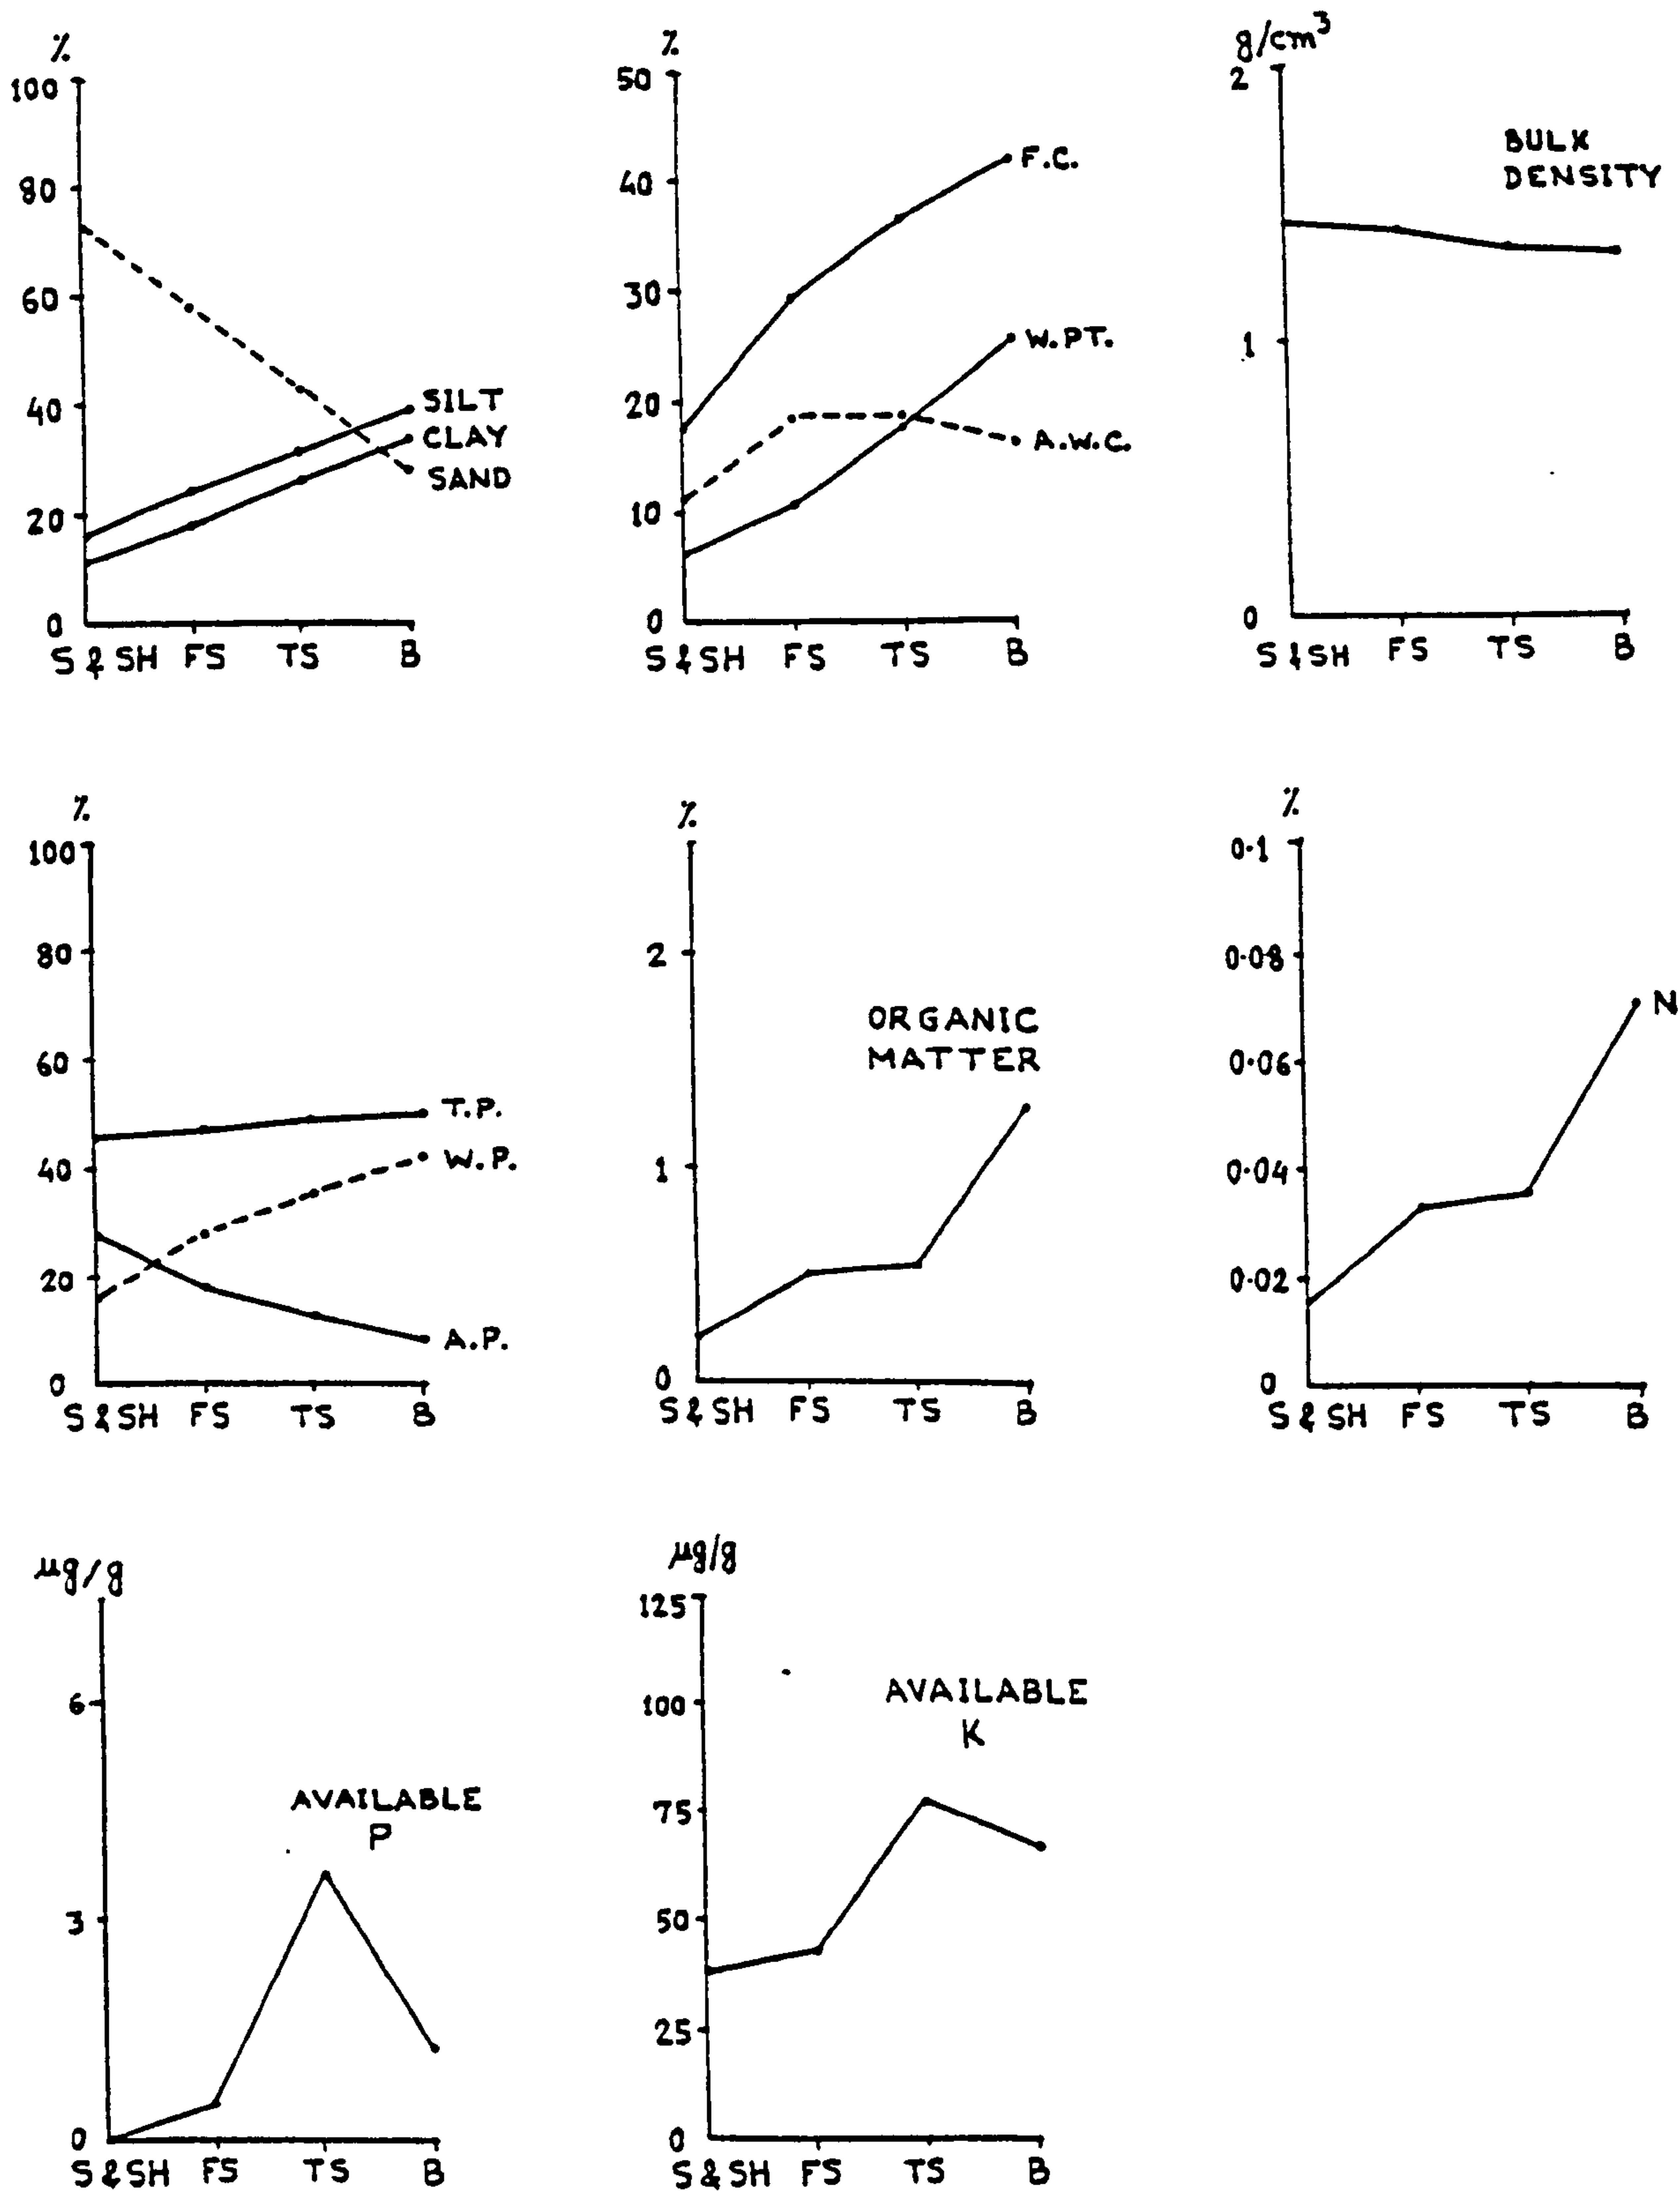 %
100
80
60
40
20
0
SILT
CLAY
SAND
S & SH FS TS B
%
50
40
30
20
10
0
F.C.
W.PT.
A.W.C.
S & SH FS TS B
g/cm³
2
1
0
BULK
DENSITY
S & SH FS TS B
%
100
80
60
40
20
0
T.P.
W.P.
A.P.
S & SH FS TS B
%
2
1
0
ORGANIC
MATTER
S & SH FS TS B
%
0·1
0·08
0·06
0·04
0·02
0
N
S & SH FS TS B
µg/g
6
3
0
AVAILABLE
P
S & SH FS TS B
µg/g
125
100
75
50
25
0
AVAILABLE
K
S & SH FS TS B